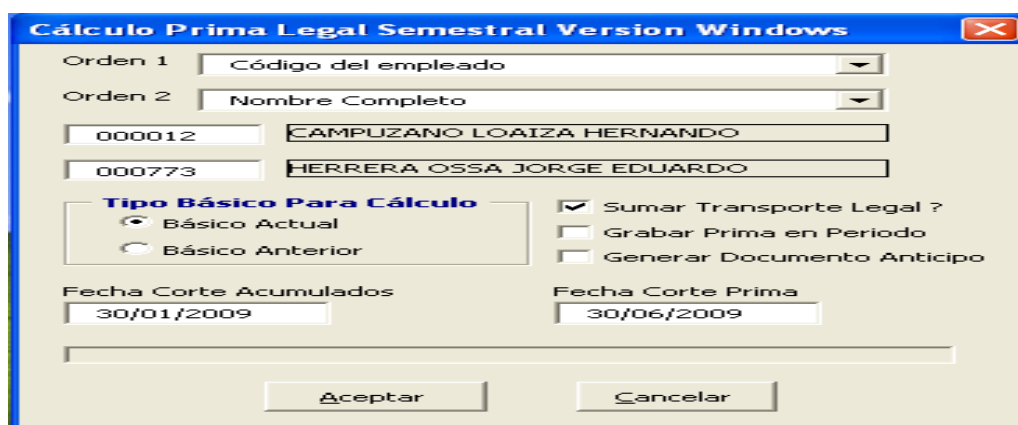 Cálculo Prima Legal Semestral Version Windows
Orden 1 Código del empleado
Orden 2 Nombre Completo
000012 CAMPUZANO LOAIZA HERNANDO
000773 HERRERA OSSA JORGE EDUARDO
Tipo Básico Para Cálculo
Básico Actual
Básico Anterior
Sumar Transporte Legal ?
Grabar Prima en Periodo
Generar Documento Anticipo
Fecha Corte Acumulados
30/01/2009
Fecha Corte Prima
30/06/2009
Aceptar Cancelar